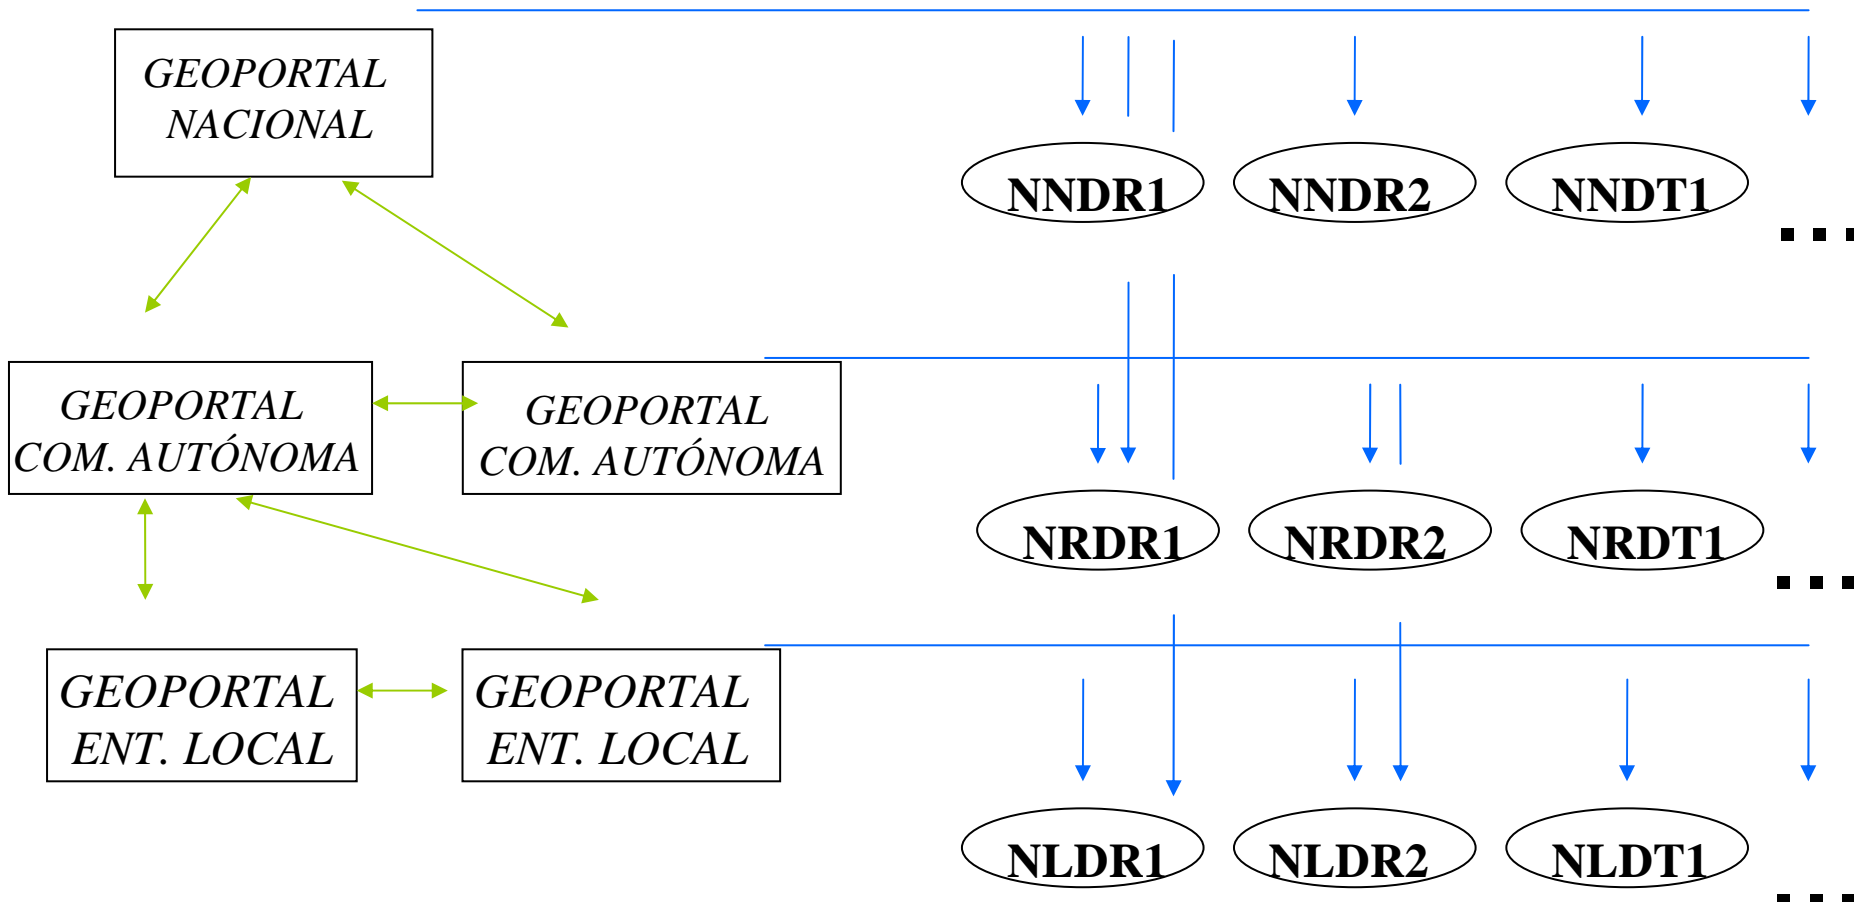 GEOPORTAL
NACIONAL
NNDR1
NNDR2
NNDT1
...
GEOPORTAL
COM. AUTÓNOMA
GEOPORTAL
COM. AUTÓNOMA
NRDR1
NRDR2
NRDT1
...
GEOPORTAL
ENT. LOCAL
GEOPORTAL
ENT. LOCAL
NLDR1
NLDR2
NLDT1
...